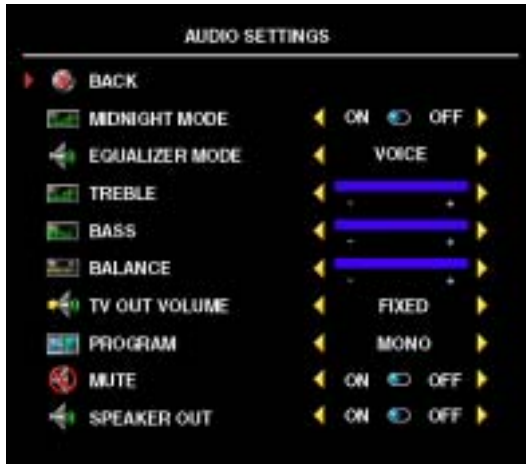 AUDIO SETTINGS
BACK
MIDNIGHT MODE ON OFF
EQUALIZER MODE VOICE
TREBLE
- +
BASS
- +
BALANCE
- +
TV OUT VOLUME FIXED
PROGRAM MONO
MUTE ON OFF
SPEAKER OUT ON OFF